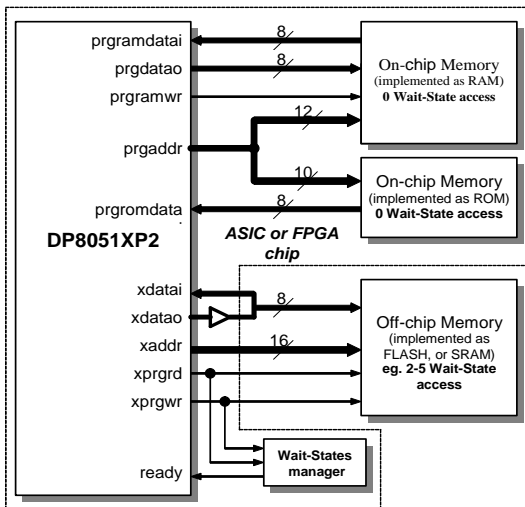 prgramdatai
8
On-chip Memory
(implemented as RAM)
0 Wait-State access
prgdatao
8
prgramwr
12
prgaddr
10
On-chip Memory
(implemented as ROM)
0 Wait-State access
prgromdata
8
DP8051XP2
ASIC or FPGA
chip
xdatai
8
xdatao
Off-chip Memory
(implemented as
FLASH, or SRAM)
eg. 2-5 Wait-State
access
xaddr
16
xprgrd
xprgwr
ready
Wait-States
manager